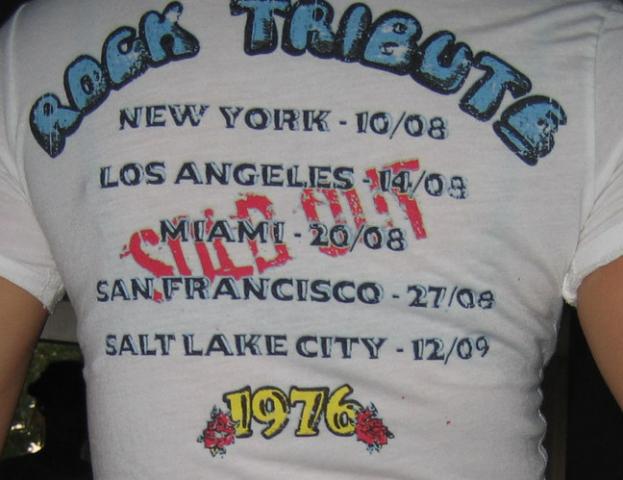 ROCK TRIBUTE
NEW YORK - 10/08
LOS ANGELES - 14/08
SOLD OUT
MIAMI - 20/08
SAN FRANCISCO - 27/08
SALT LAKE CITY - 12/09
1976